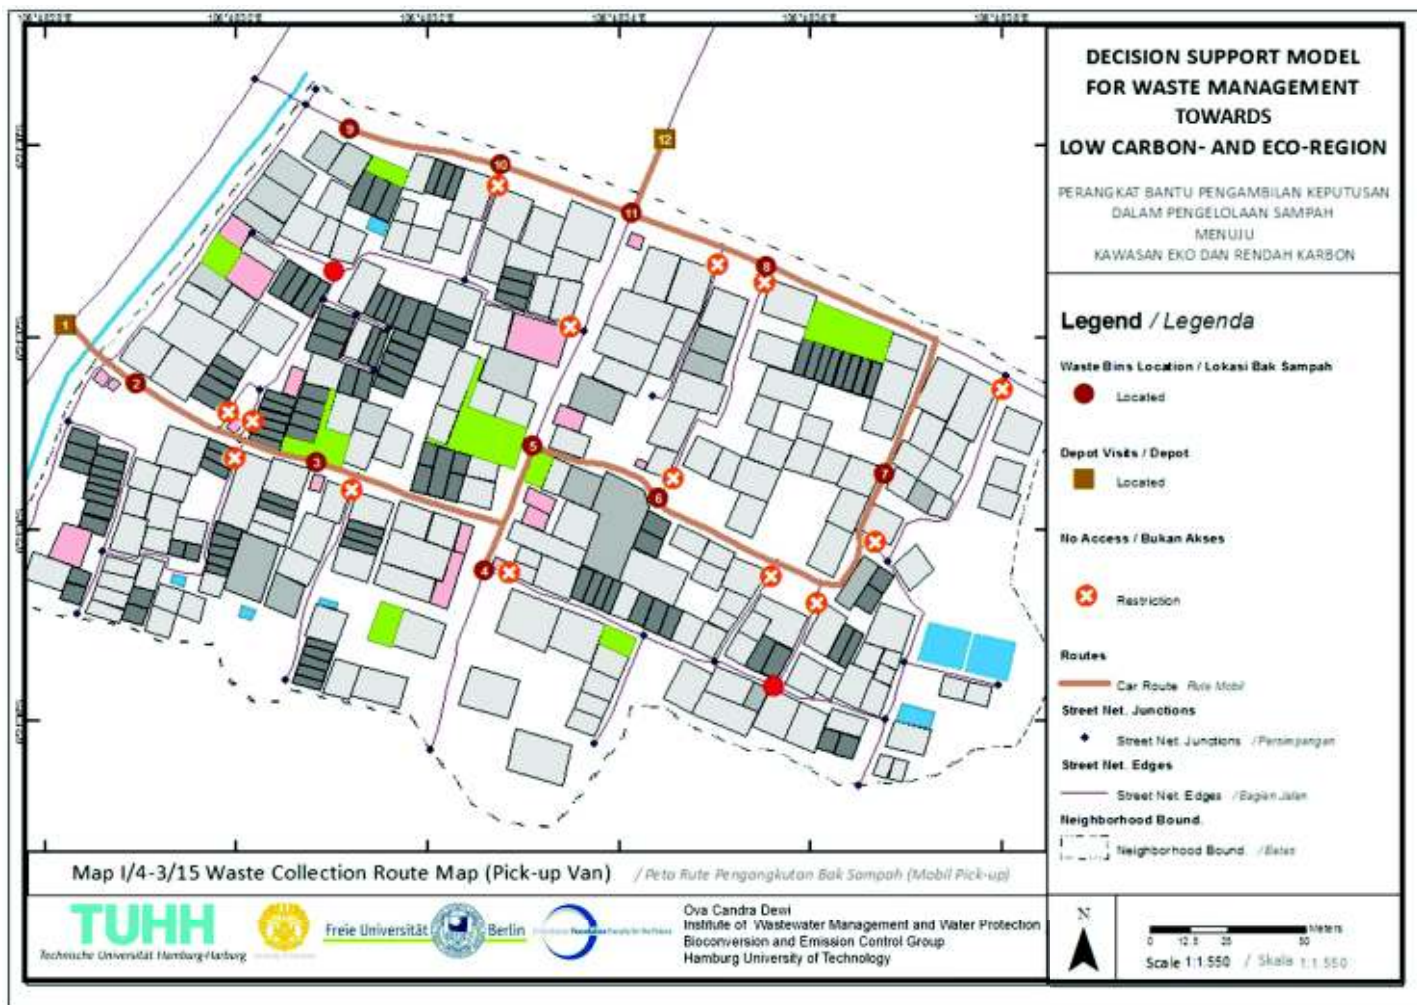 9
10
12
11
8
1
2
3
5
7
6
4
DECISION SUPPORT MODEL
FOR WASTE MANAGEMENT
TOWARDS
LOW CARBON- AND ECO-REGION
PERANGKAT BANTU PENGAMBILAN KEPUTUSAN
DALAM PENGELOLAAN SAMPAH
MENUJU
KAWASAN EKO DAN RENDAH KARBON
Legend / Legenda
Waste Bins Location / Lokasi Bak Sampah
Located
Depot Visits / Depot
Located
No Access / Bukan Akses
Restriction
Routes
Car Route Rute Mobil
Street Net. Junctions
Street Net. Junctions / Persimpangan
Street Net. Edges
Street Net. Edges / Bagian Jalan
Neighborhood Bound.
Neighborhood Bound. / Batas
Map I/4-3/15 Waste Collection Route Map (Pick-up Van) / Peta Rute Pengangkutan Bak Sampah (Mobil Pick-up)
TUHH
Technische Universität Hamburg-Harburg
Freie Universität Berlin
Ova Candra Dewi
Institute of Wastewater Management and Water Protection
Bioconversion and Emission Control Group
Hamburg University of Technology
N
Meters
0 12.5 25 50
Scale 1:1.550 / Skala 1:1.550